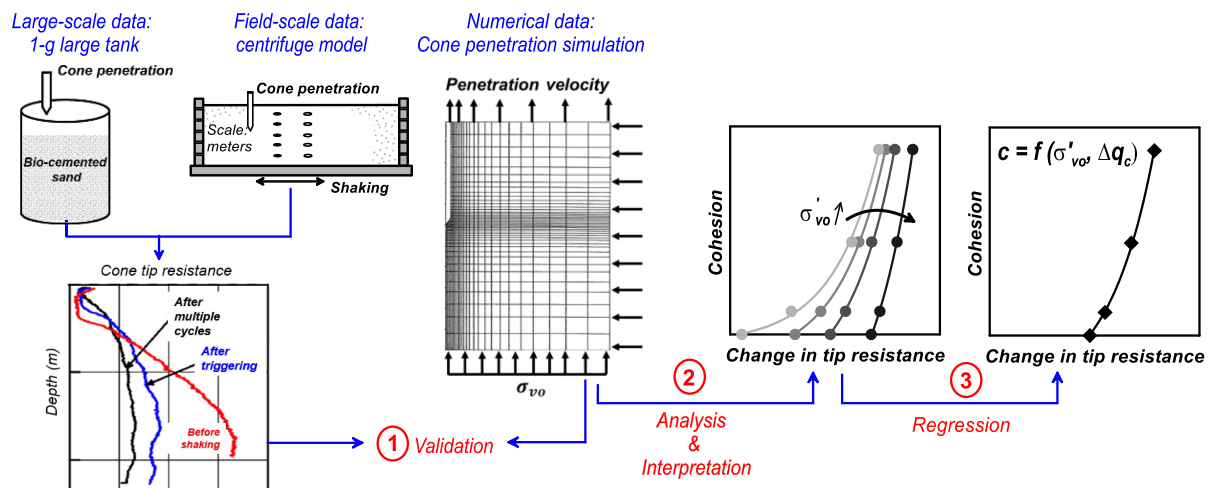 Large-scale data:
1-g large tank
Field-scale data:
centrifuge model
Numerical data:
Cone penetration simulation
Cone penetration
Bio-cemented
sand
Cone penetration
Scale:
meters
Shaking
Penetration velocity
σvo
Cone tip resistance
Depth (m)
After
multiple
cycles
After
triggering
Before
shaking
1 Validation
2
Analysis
&
Interpretation
Cohesion
σ'vo
Change in tip resistance
3
Regression
c = f (σ'vo, Δqc)
Cohesion
Change in tip resistance